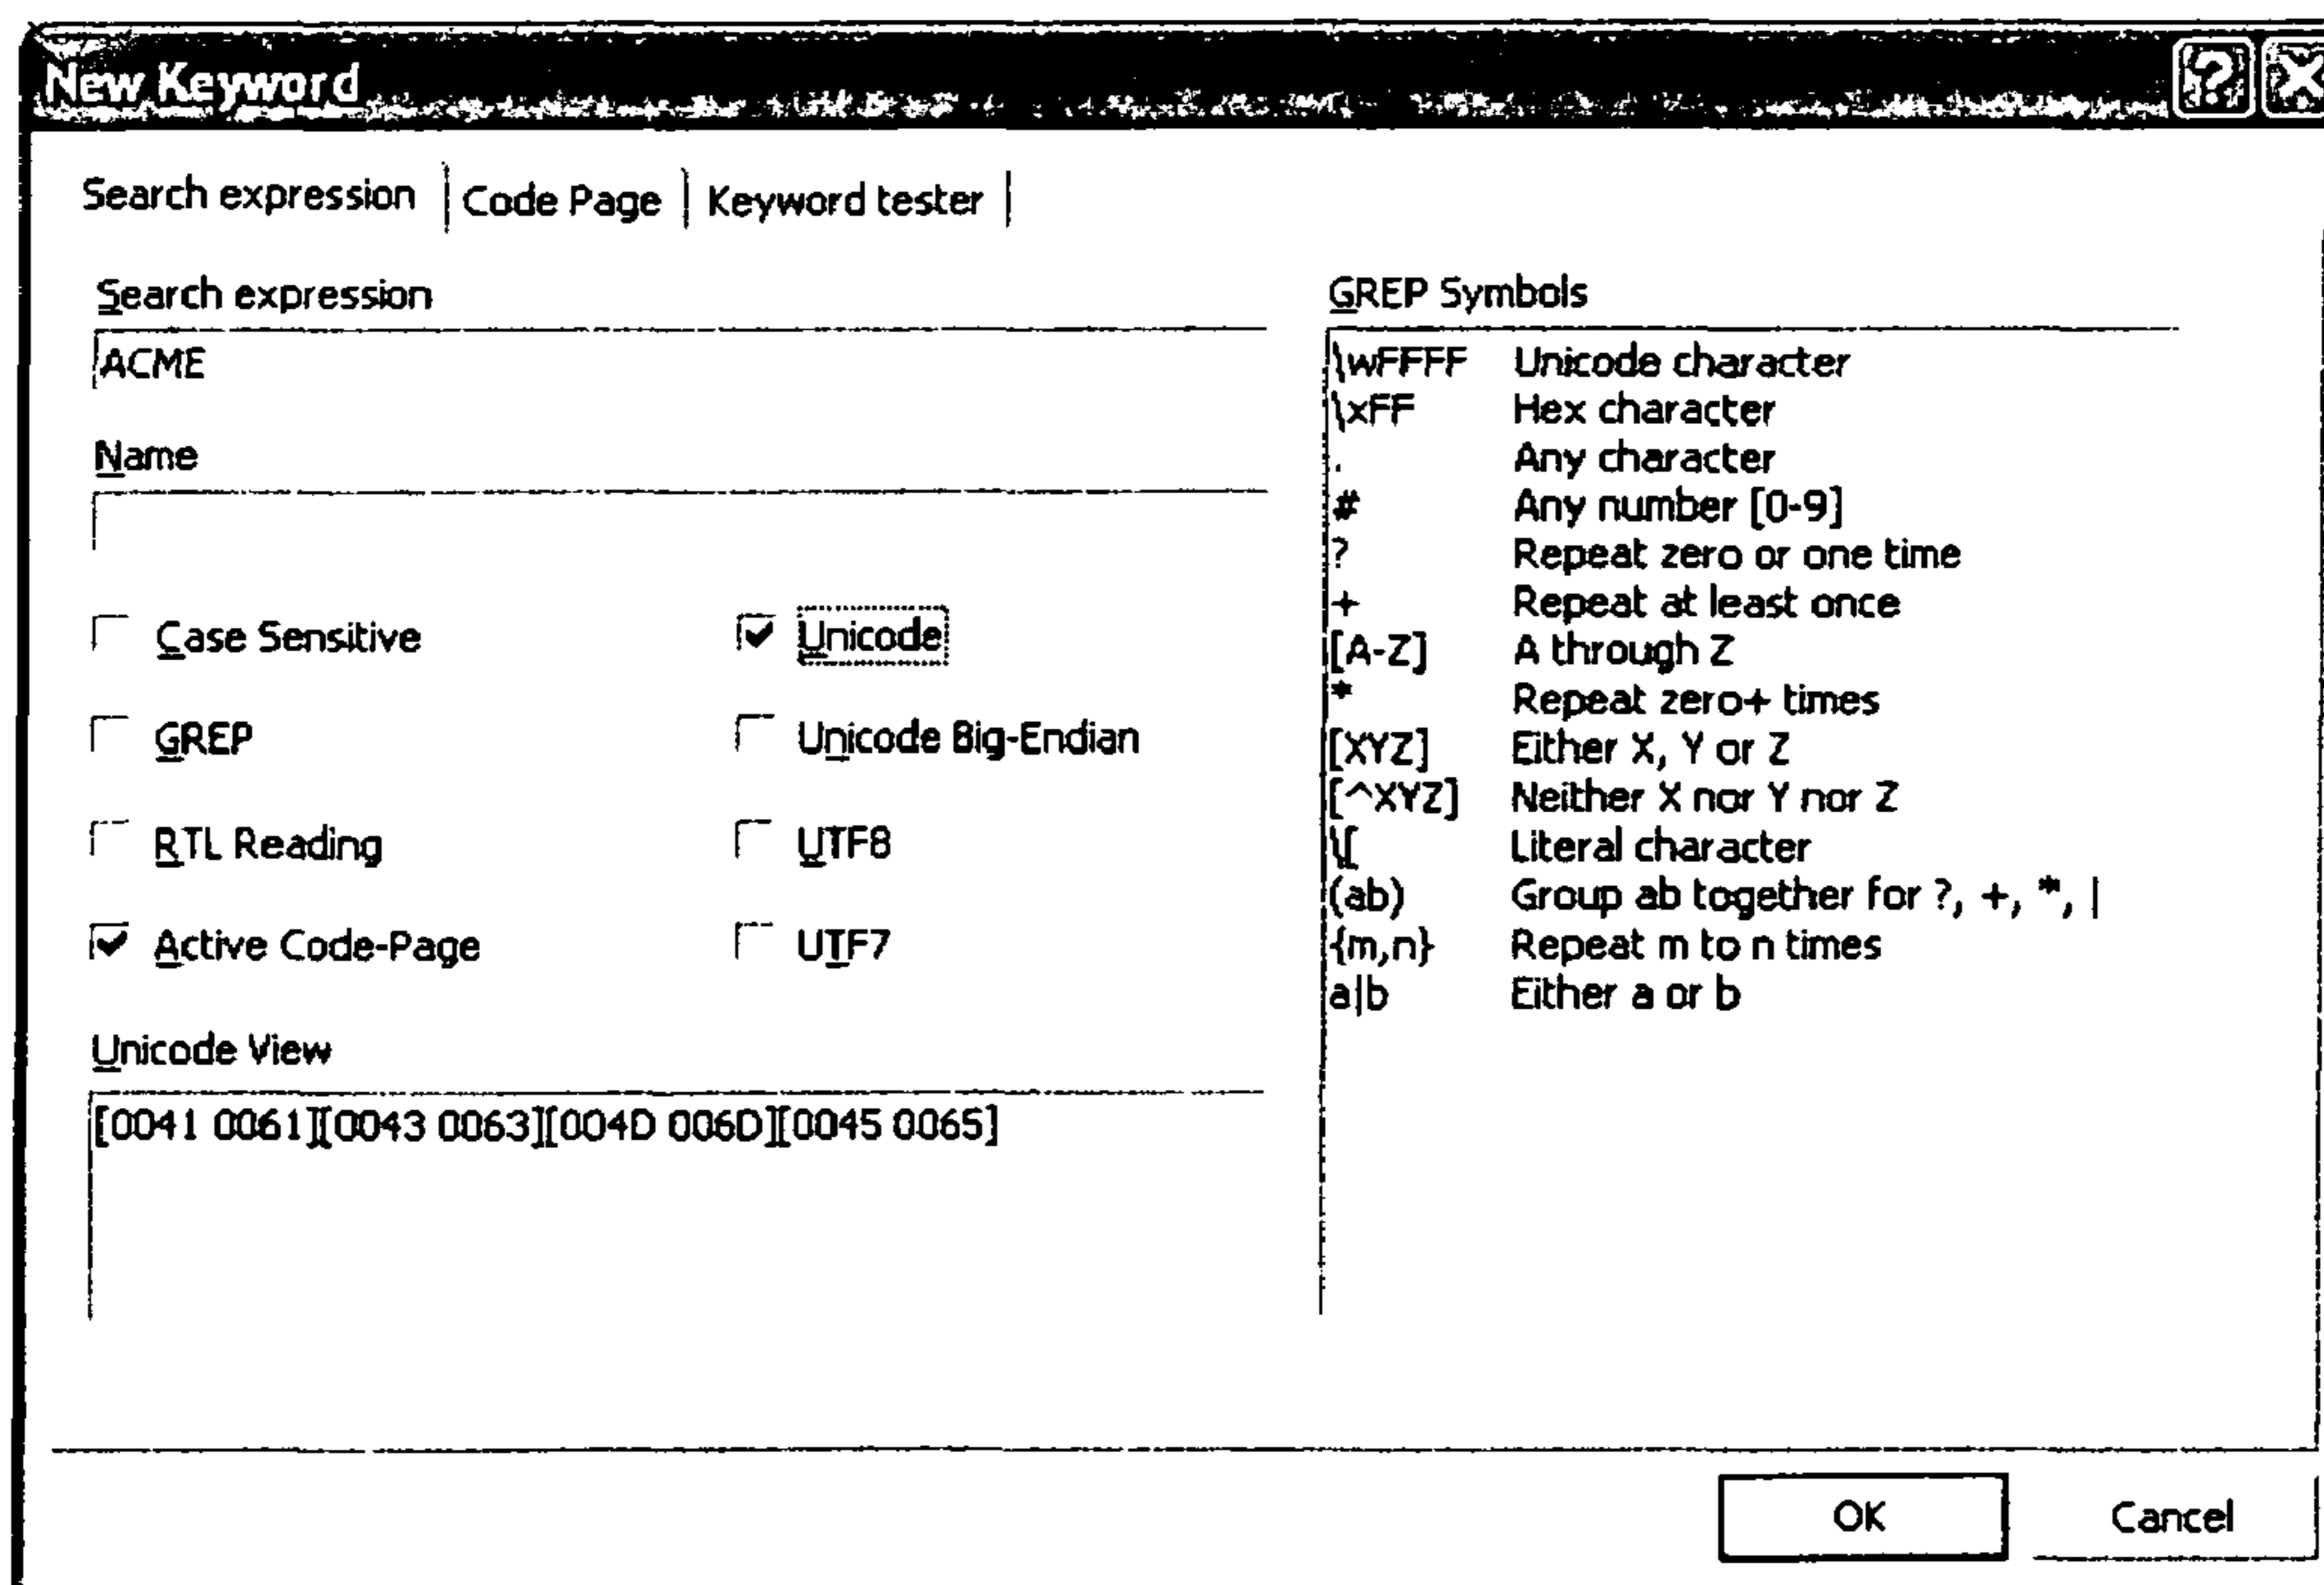 New Keyword
Search expression | Code Page | Keyword tester |
Search expression
ACME
Name
Case Sensitive
Unicode
GREP
Unicode Big-Endian
RTL Reading
UTF8
Active Code-Page
UTF7
Unicode View
[0041 0061][0043 0063][004D 006D][0045 0065]
GREP Symbols
\wFFFF Unicode character
\xFF Hex character
. Any character
# Any number [0-9]
? Repeat zero or one time
+ Repeat at least once
[A-Z] A through Z
* Repeat zero+ times
[XYZ] Either X, Y or Z
[^XYZ] Neither X nor Y nor Z
\[ Literal character
(ab) Group ab together for ?, +, *, |
{m,n} Repeat m to n times
a|b Either a or b
OK
Cancel